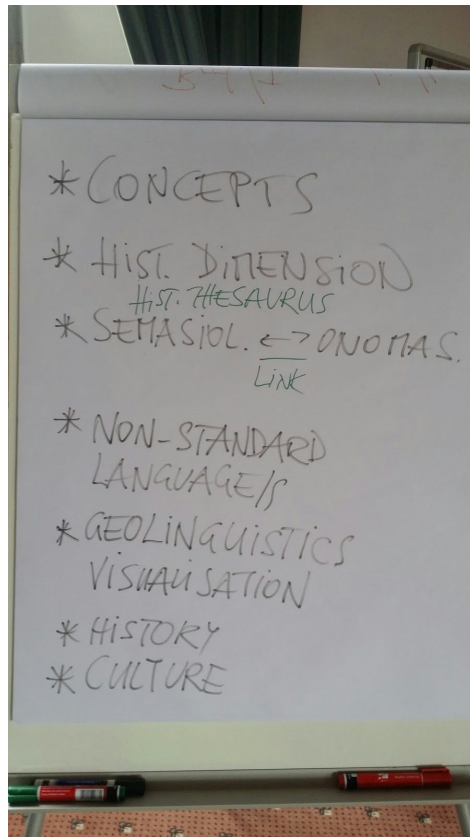 * CONCEPTS
* HIST. DIMENSION
HIST. THESAURUS
* SEMASIOL. <-> ONOMAS.
LINK
* NON-STANDARD
LANGUAGE/S
* GEOLINGUISTICS
VISUALISATION
* HISTORY
* CULTURE